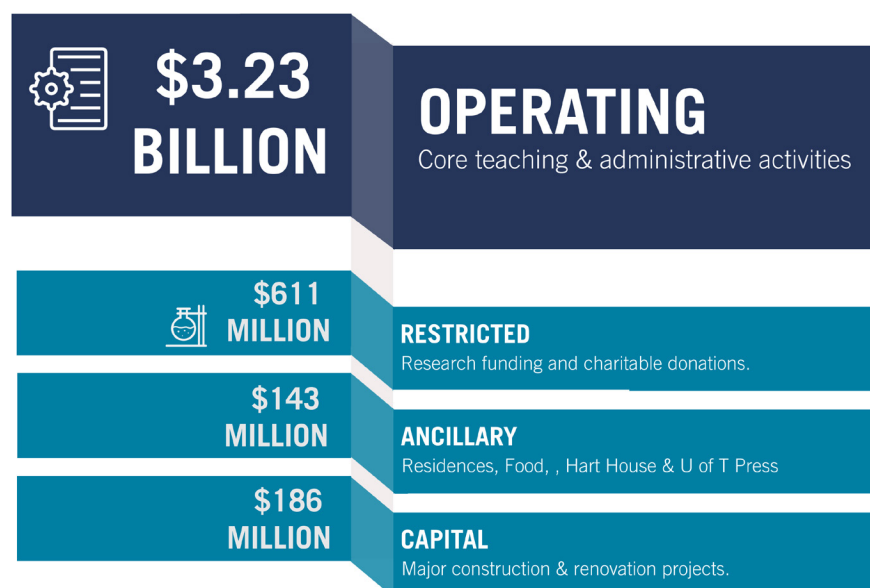 $3.23
BILLION
OPERATING
Core teaching & administrative activities
$611
MILLION
RESTRICTED
Research funding and charitable donations.
$143
MILLION
ANCILLARY
Residences, Food, , Hart House & U of T Press
$186
MILLION
CAPITAL
Major construction & renovation projects.